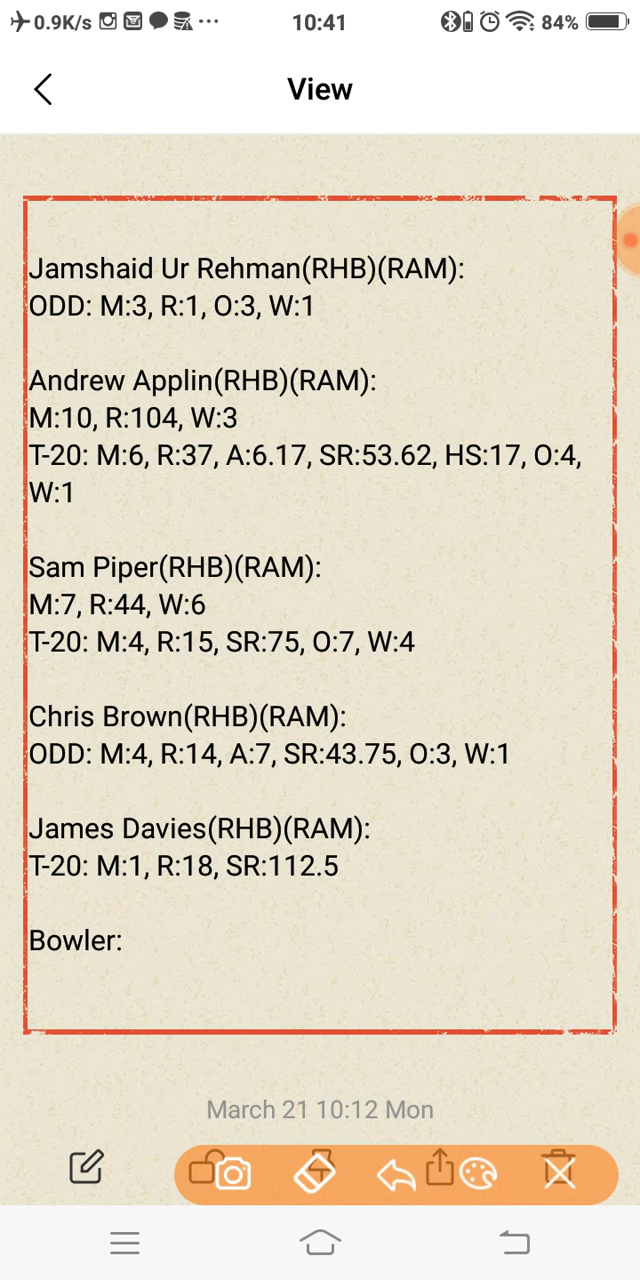 0.9K/s
10:41
84%
View
Jamshaid Ur Rehman(RHB)(RAM):
ODD: M:3, R:1, O:3, W:1
Andrew Applin(RHB)(RAM):
M:10, R:104, W:3
T-20: M:6, R:37, A:6.17, SR:53.62, HS:17, O:4,
W:1
Sam Piper(RHB)(RAM):
M:7, R:44, W:6
T-20: M:4, R:15, SR:75, O:7, W:4
Chris Brown(RHB)(RAM):
ODD: M:4, R:14, A:7, SR:43.75, O:3, W:1
James Davies(RHB)(RAM):
T-20: M:1, R:18, SR:112.5
Bowler:
March 21 10:12 Mon